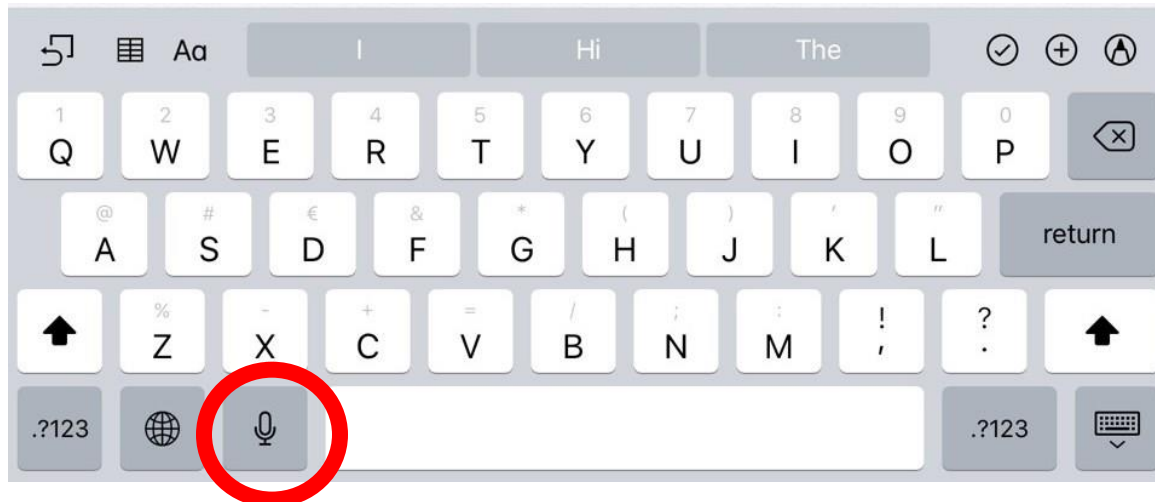 Aa I Hi The
1 2 3 4 5 6 7 8 9 0
Q W E R T Y U I O P
@ # € & * ( ) ' "
A S D F G H J K L return
% - + = / ; : ! ?
Z X C V B N M , .
.?123 .?123